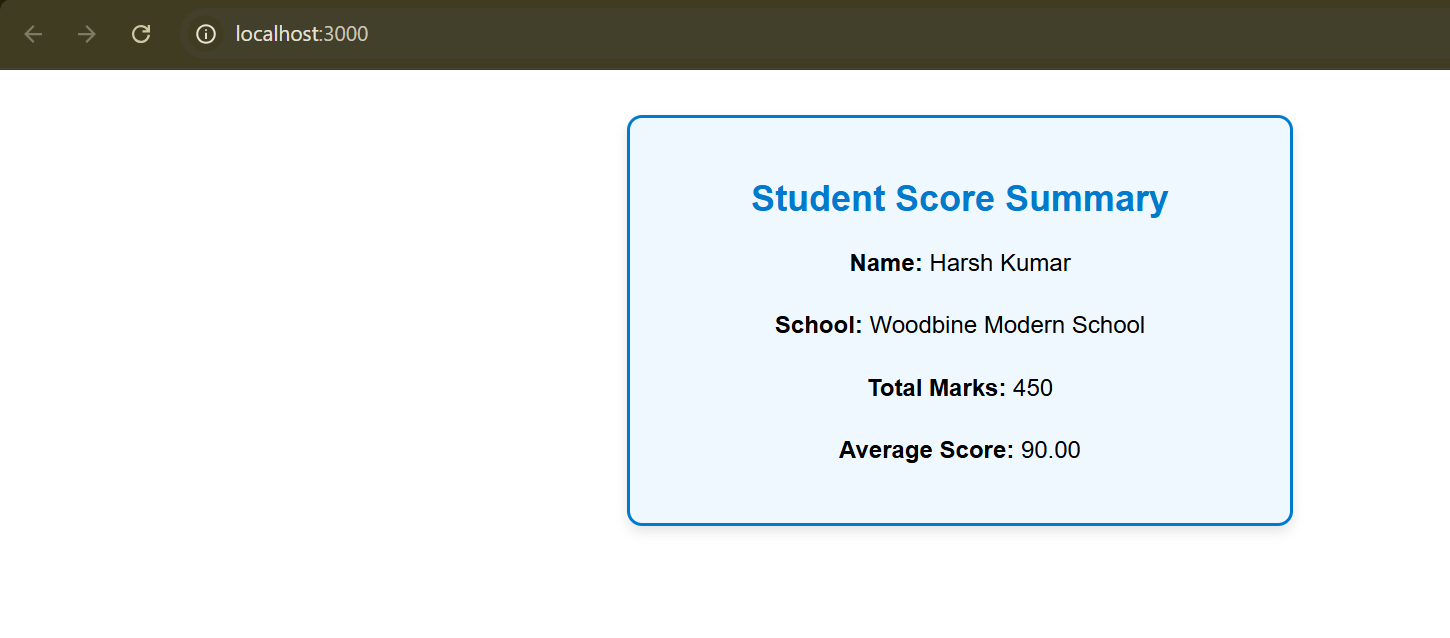 localhost:3000
Student Score Summary
Name: Harsh Kumar
School: Woodbine Modern School
Total Marks: 450
Average Score: 90.00